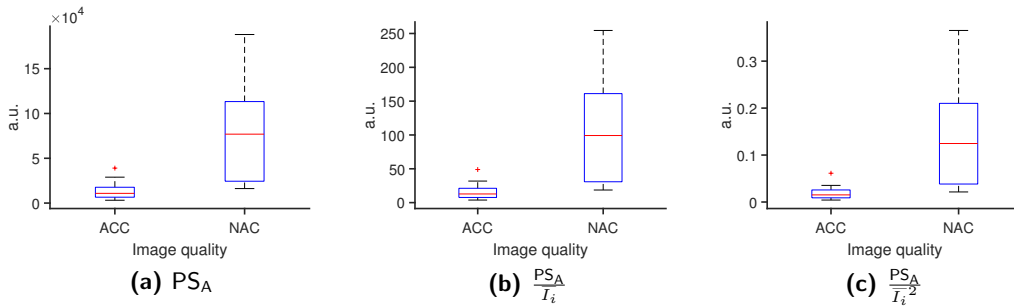 ×10⁴
15
10
5
0
a.u.
ACC NAC
Image quality
(a) PS_A
250
200
150
100
50
0
a.u.
ACC NAC
Image quality
(b) PS_A / I_i
0.3
0.2
0.1
0
a.u.
ACC NAC
Image quality
(c) PS_A / I_i²